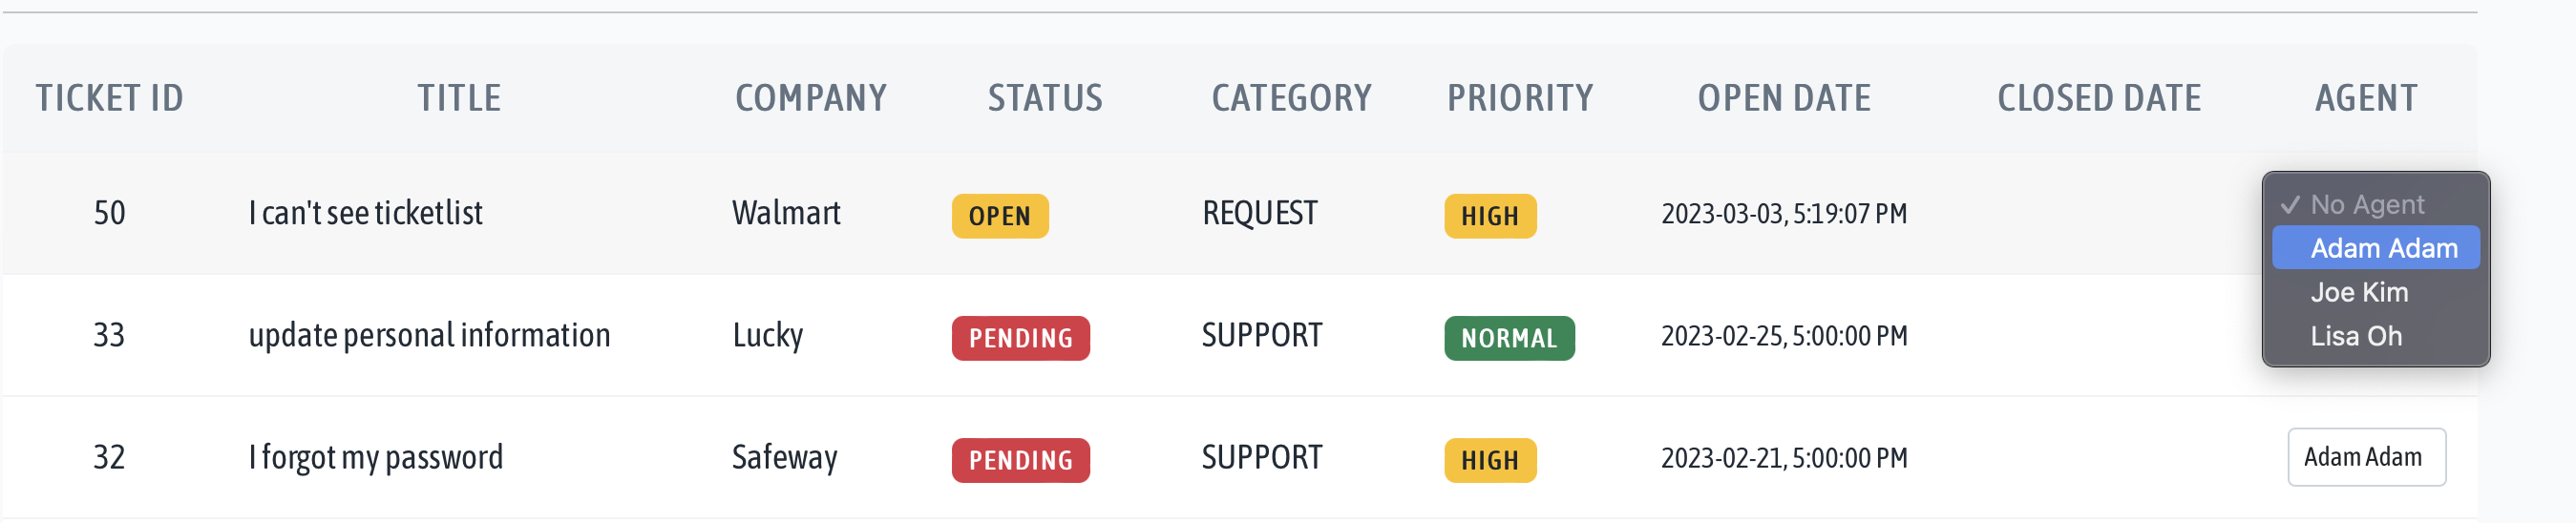 TICKET ID TITLE COMPANY STATUS CATEGORY PRIORITY OPEN DATE CLOSED DATE AGENT
50 I can't see ticketlist Walmart OPEN REQUEST HIGH 2023-03-03, 5:19:07 PM
✓ No Agent
Adam Adam
Joe Kim
Lisa Oh
33 update personal information Lucky PENDING SUPPORT NORMAL 2023-02-25, 5:00:00 PM
32 I forgot my password Safeway PENDING SUPPORT HIGH 2023-02-21, 5:00:00 PM Adam Adam